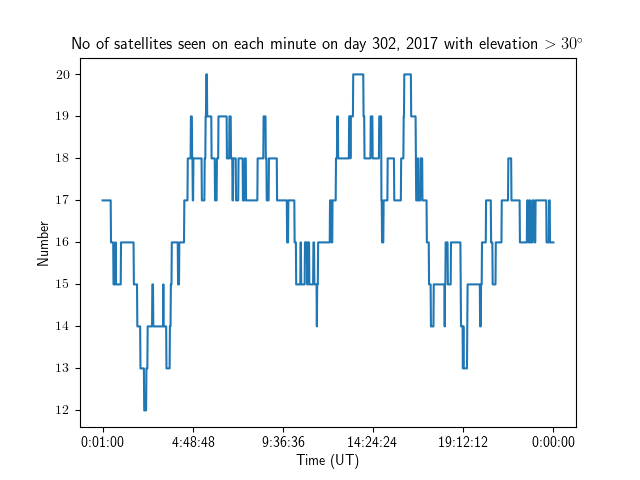 No of satellites seen on each minute on day 302, 2017 with elevation > 30°
20
19
18
17
16
15
14
13
12
Number
0:01:00 4:48:48 9:36:36 14:24:24 19:12:12 0:00:00
Time (UT)